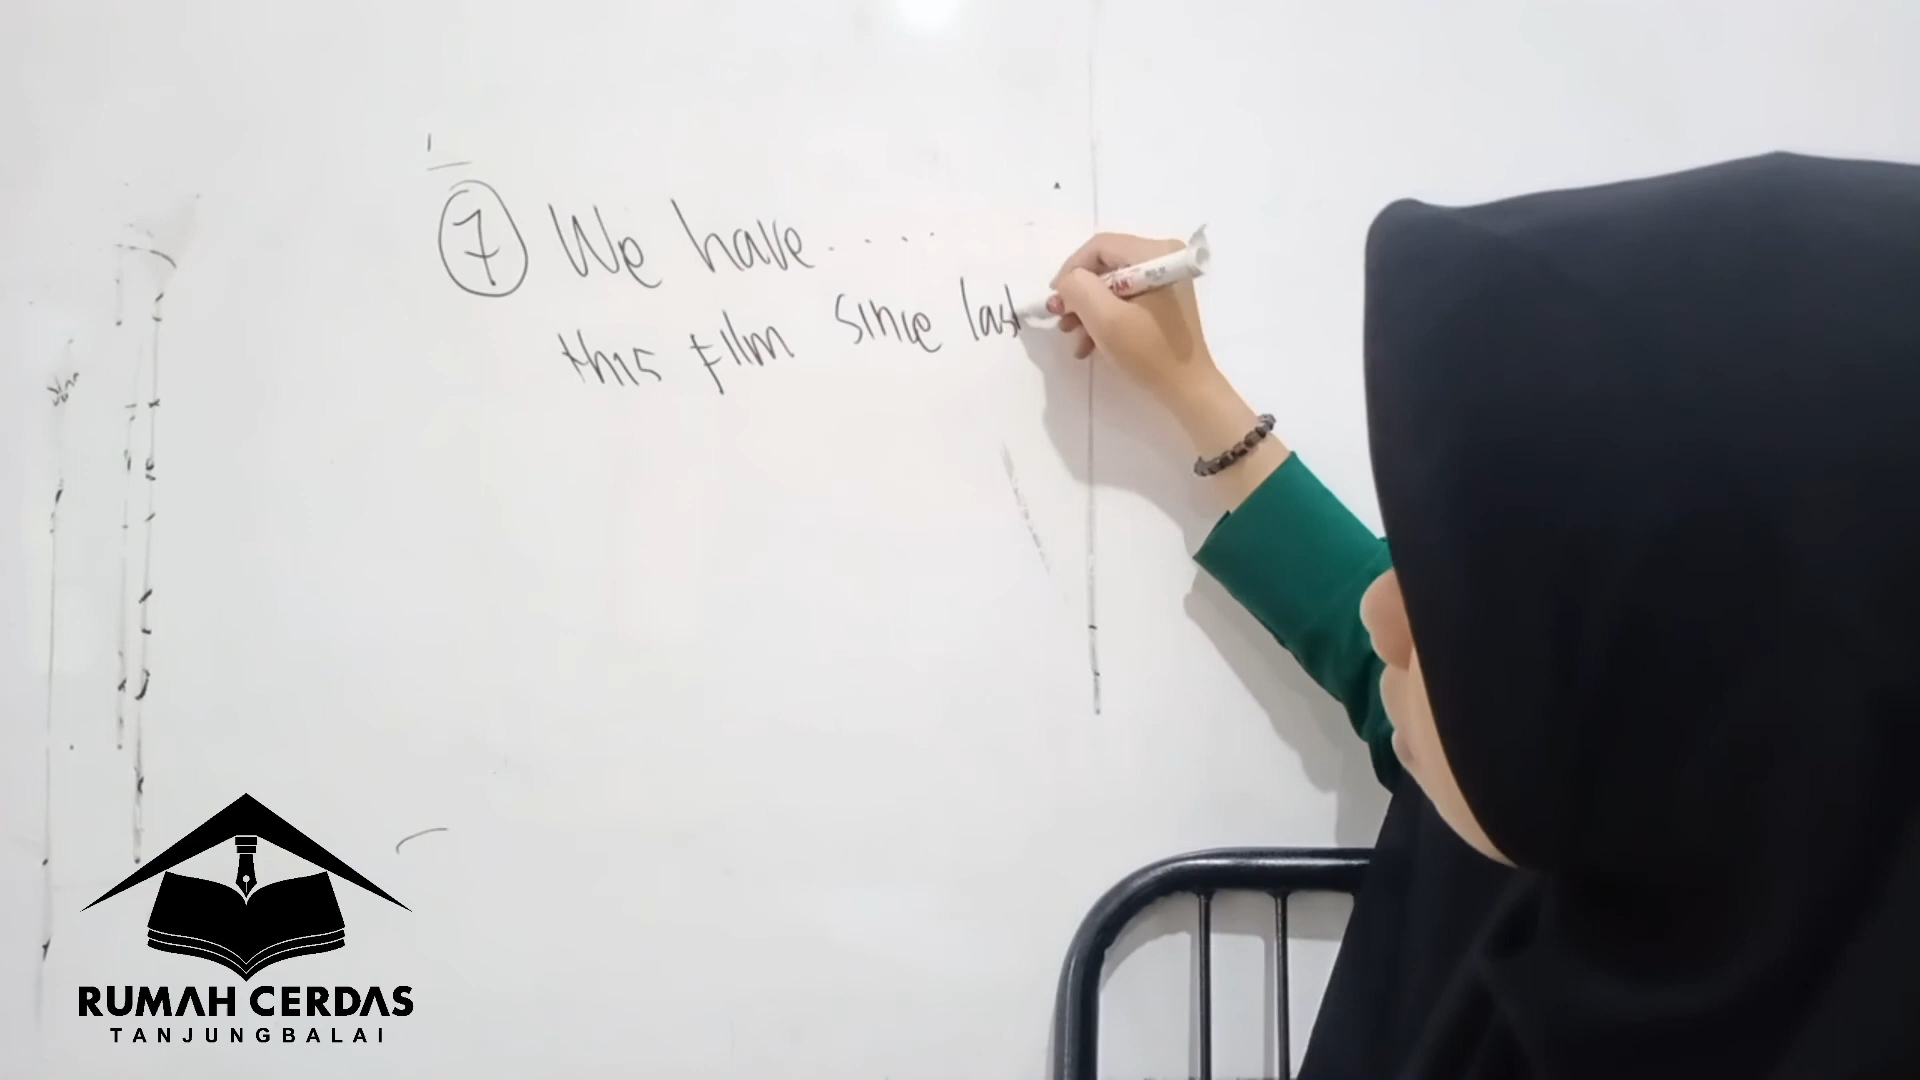 7 We have . . . . .
this film since last
RUMAH CERDAS
TANJUNGBALAI